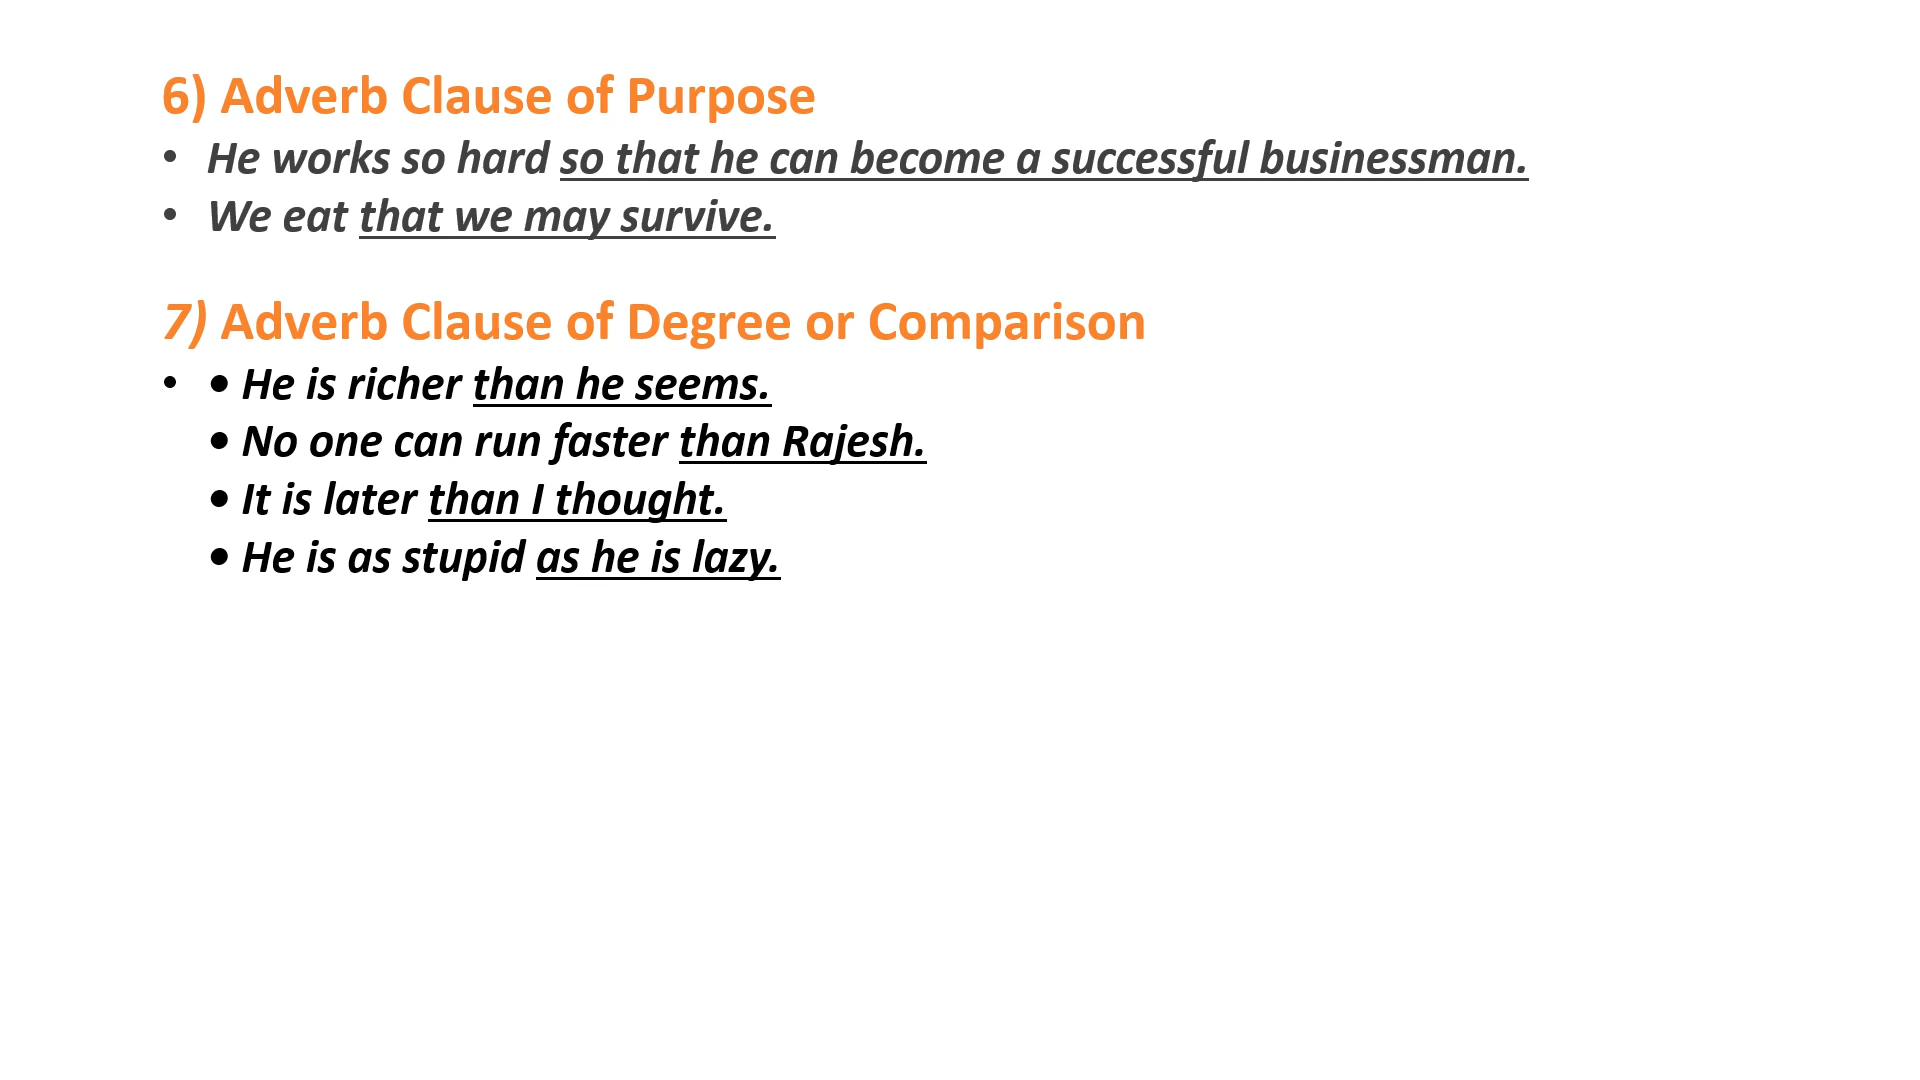 6) Adverb Clause of Purpose
• He works so hard so that he can become a successful businessman.
• We eat that we may survive.
7) Adverb Clause of Degree or Comparison
• • He is richer than he seems.
• No one can run faster than Rajesh.
• It is later than I thought.
• He is as stupid as he is lazy.